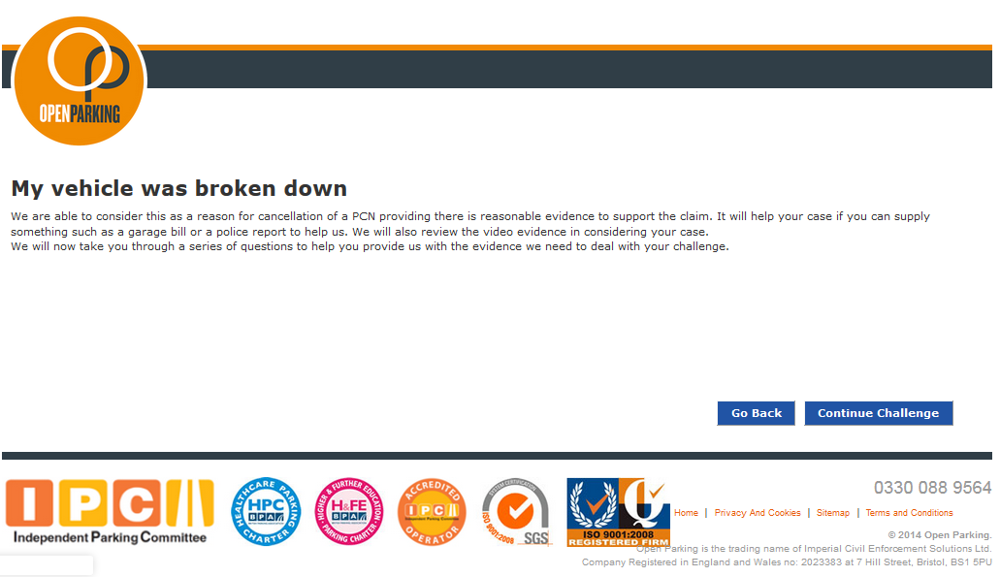 OPENPARKING
My vehicle was broken down
We are able to consider this as a reason for cancellation of a PCN providing there is reasonable evidence to support the claim. It will help your case if you can supply
something such as a garage bill or a police report to help us. We will also review the video evidence in considering your case.
We will now take you through a series of questions to help you provide us with the evidence we need to deal with your challenge.
Go Back
Continue Challenge
IPC
Independent Parking Committee
HEALTHCARE PARKING
HPC
BPA
CHARTER
HIGHER & FURTHER EDUCATION
H&FE
BPA
PARKING CHARTER
ACCREDITED
IPC
Independent Parking Committee
OPERATOR
SYSTEM CERTIFICATION
ISO 9001:2008
SGS
ISO 9001:2008
REGISTERED FIRM
0330 088 9564
Home | Privacy And Cookies | Sitemap | Terms and Conditions
© 2014 Open Parking.
Open Parking is the trading name of Imperial Civil Enforcement Solutions Ltd.
Company Registered in England and Wales no: 2023383 at 7 Hill Street, Bristol, BS1 5PU